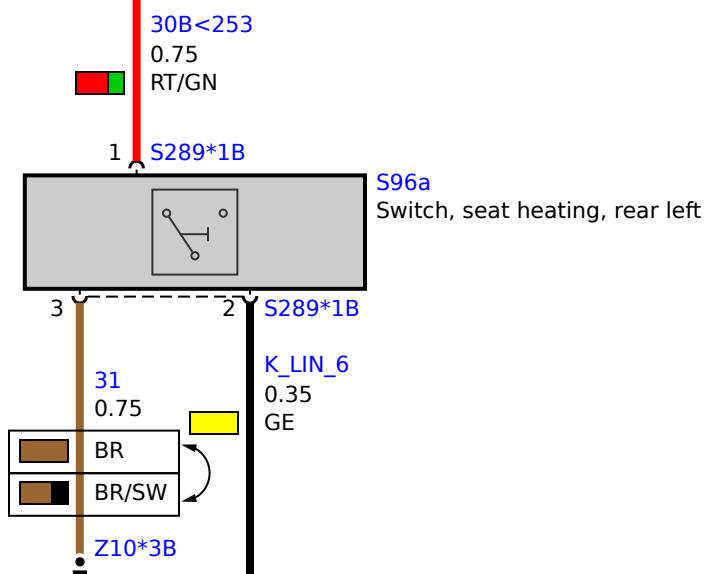 30B<253
0.75
RT/GN
1
S289*1B
S96a
Switch, seat heating, rear left
3
2
S289*1B
K_LIN_6
0.35
GE
31
0.75
BR
BR/SW
Z10*3B